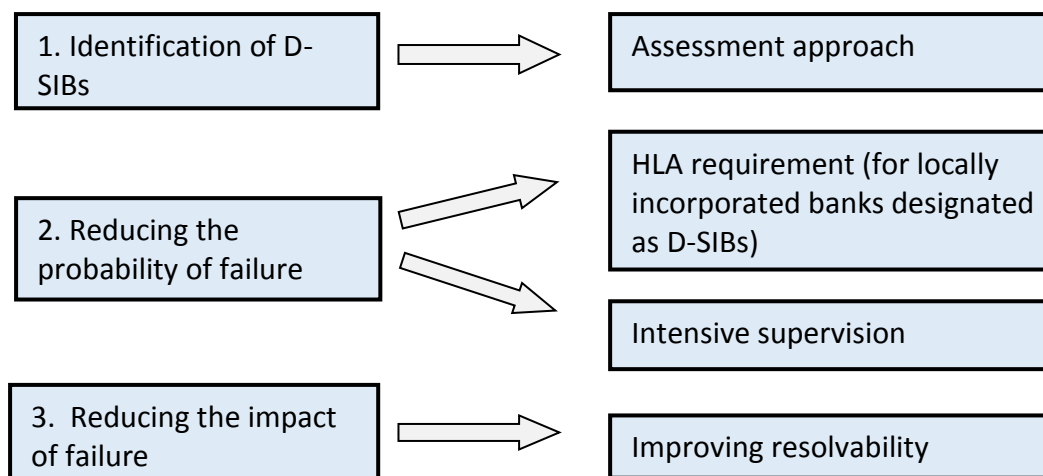 1. Identification of D-
SIBs
Assessment approach
2. Reducing the
probability of failure
HLA requirement (for locally
incorporated banks designated
as D-SIBs)
Intensive supervision
3. Reducing the impact
of failure
Improving resolvability